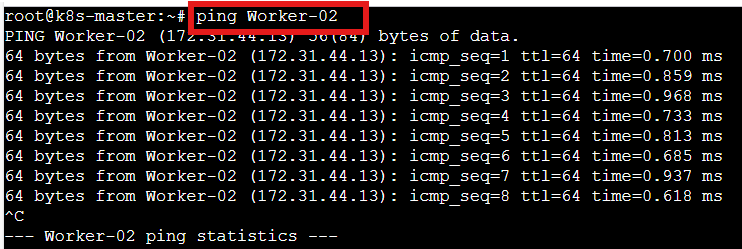 root@k8s-master:~# ping Worker-02
PING Worker-02 (172.31.44.13) 56(84) bytes of data.
64 bytes from Worker-02 (172.31.44.13): icmp_seq=1 ttl=64 time=0.700 ms
64 bytes from Worker-02 (172.31.44.13): icmp_seq=2 ttl=64 time=0.859 ms
64 bytes from Worker-02 (172.31.44.13): icmp_seq=3 ttl=64 time=0.968 ms
64 bytes from Worker-02 (172.31.44.13): icmp_seq=4 ttl=64 time=0.733 ms
64 bytes from Worker-02 (172.31.44.13): icmp_seq=5 ttl=64 time=0.813 ms
64 bytes from Worker-02 (172.31.44.13): icmp_seq=6 ttl=64 time=0.685 ms
64 bytes from Worker-02 (172.31.44.13): icmp_seq=7 ttl=64 time=0.937 ms
64 bytes from Worker-02 (172.31.44.13): icmp_seq=8 ttl=64 time=0.618 ms
^C
--- Worker-02 ping statistics ---